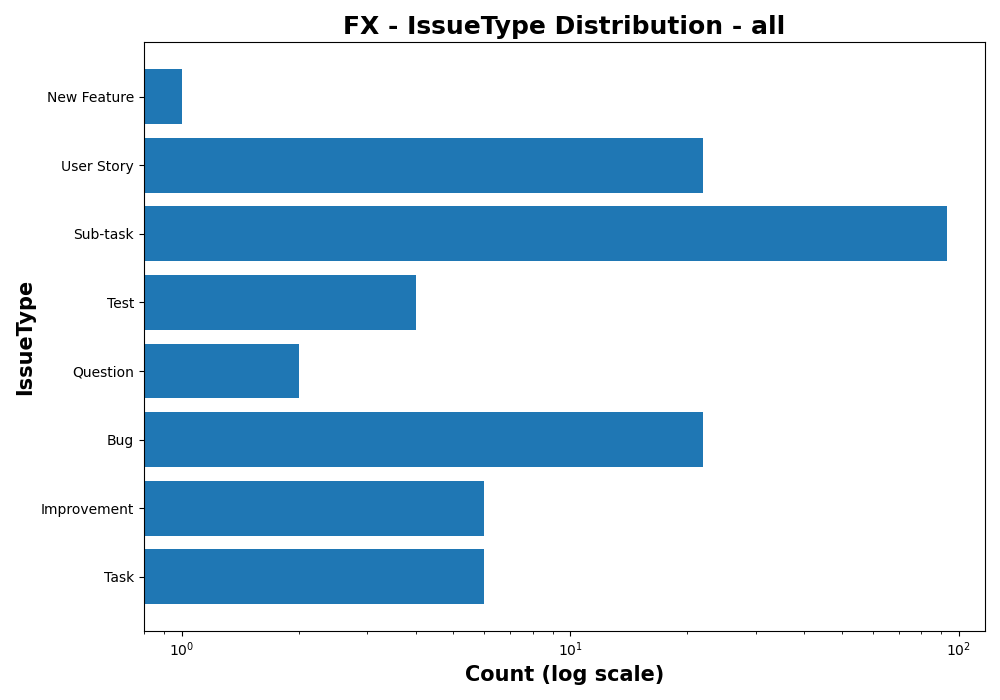 FX - IssueType Distribution - all
IssueType
New Feature
User Story
Sub-task
Test
Question
Bug
Improvement
Task
10⁰ 10¹ 10²
Count (log scale)